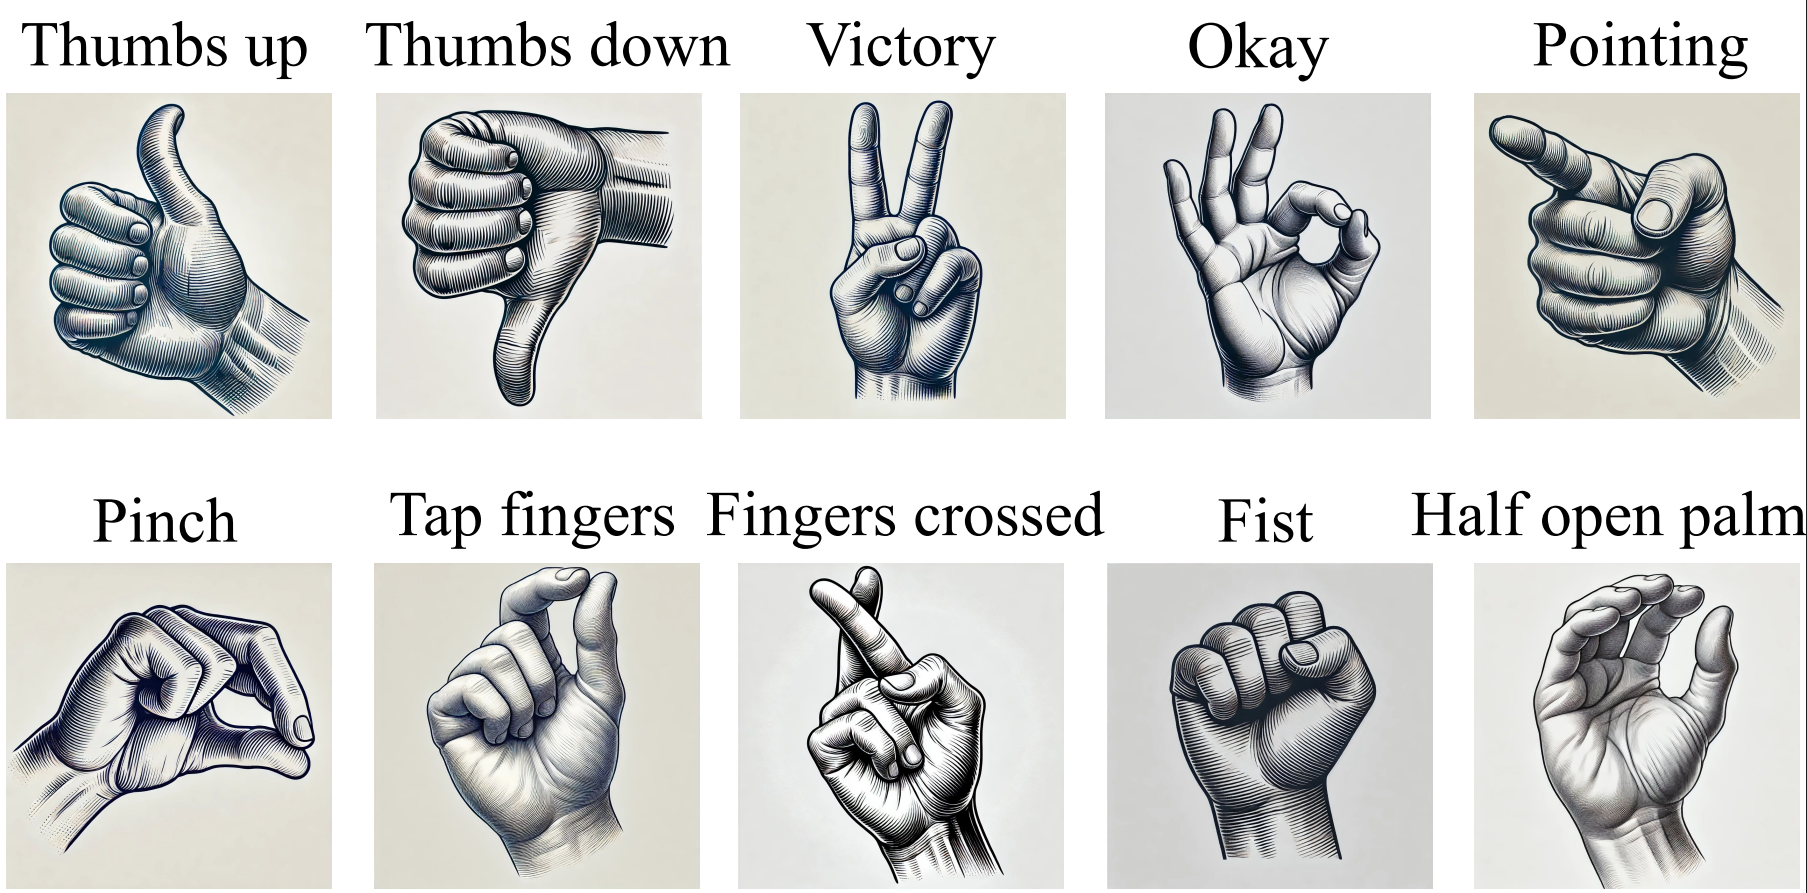 Thumbs up
Thumbs down
Victory
Okay
Pointing
Pinch
Tap fingers
Fingers crossed
Fist
Half open palm